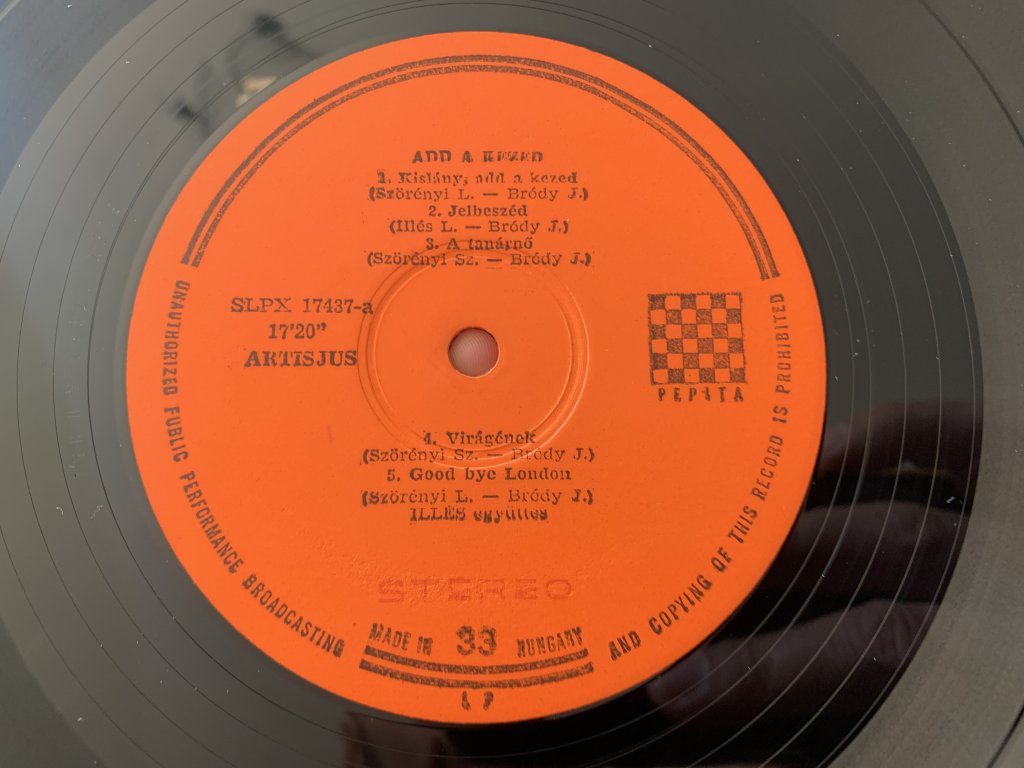 ADD A KEZED
1. Kislány, add a kezed
(Szörényi L. — Bródy J.)
2. Jelbeszéd
(Illés L. — Bródy J.)
3. A tanárnő
(Szörényi Sz. — Bródy J.)
SLPX 17437-a
17'20"
ARTISJUS
PEPITA
4. Virágének
(Szörényi Sz. — Bródy J.)
5. Good bye London
(Szörényi L. — Bródy J.)
ILLÉS együttes
STEREO
MADE IN 33 HUNGARY
LP
UNAUTHORIZED PUBLIC PERFORMANCE BROADCASTING AND COPYING OF THIS RECORD IS PROHIBITED